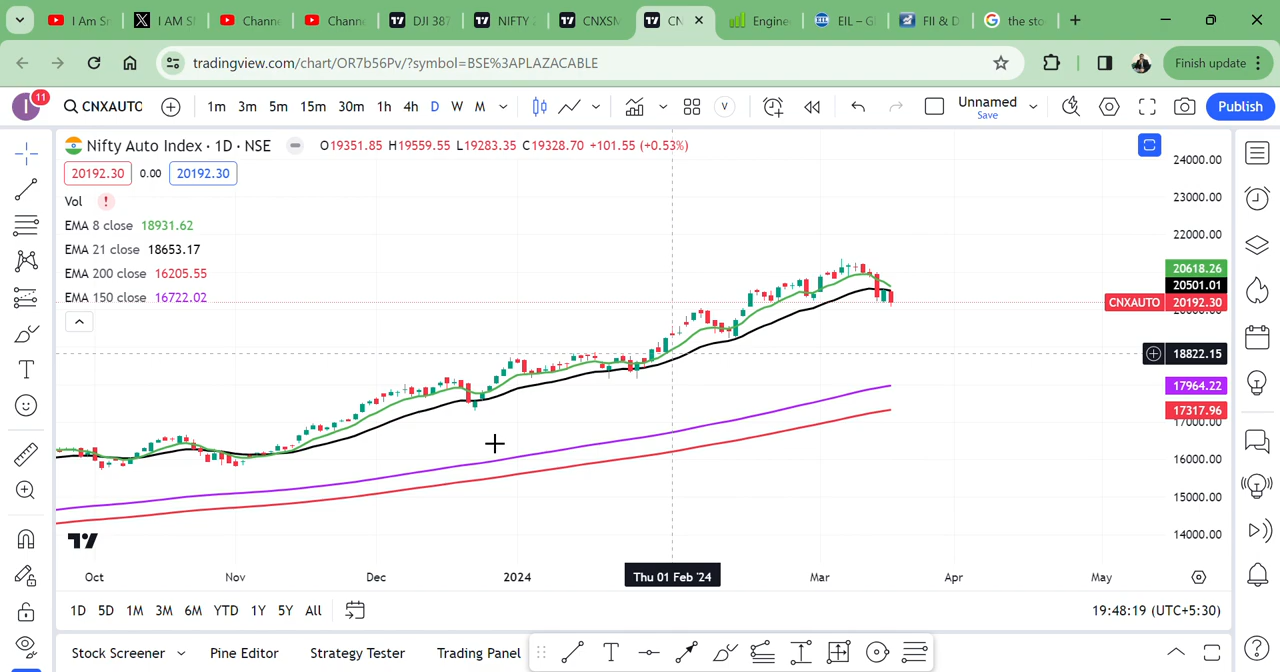 I Am Sr
I AM SI
Chann
Chann
DJI 387
NIFTY 2
CNXSM
CN
Engine
EIL – G
FII & D
the sto
tradingview.com/chart/OR7b56Pv/?symbol=BSE%3APLAZACABLE
Finish update
I
11
CNXAUTO
1m 3m 5m 15m 30m 1h 4h D W M
V
Unnamed
Save
Publish
Nifty Auto Index · 1D · NSE
O19351.85 H19559.55 L19283.35 C19328.70 +101.55 (+0.53%)
20192.30 0.00 20192.30
Vol
EMA 8 close 18931.62
EMA 21 close 18653.17
EMA 200 close 16205.55
EMA 150 close 16722.02
24000.00
23000.00
22000.00
20618.26
20501.01
CNXAUTO 20192.30
18822.15
17964.22
17317.96
17000.00
16000.00
15000.00
14000.00
Oct Nov Dec 2024 Thu 01 Feb '24 Mar Apr May
1D 5D 1M 3M 6M YTD 1Y 5Y All
19:48:19 (UTC+5:30)
Stock Screener Pine Editor Strategy Tester Trading Panel